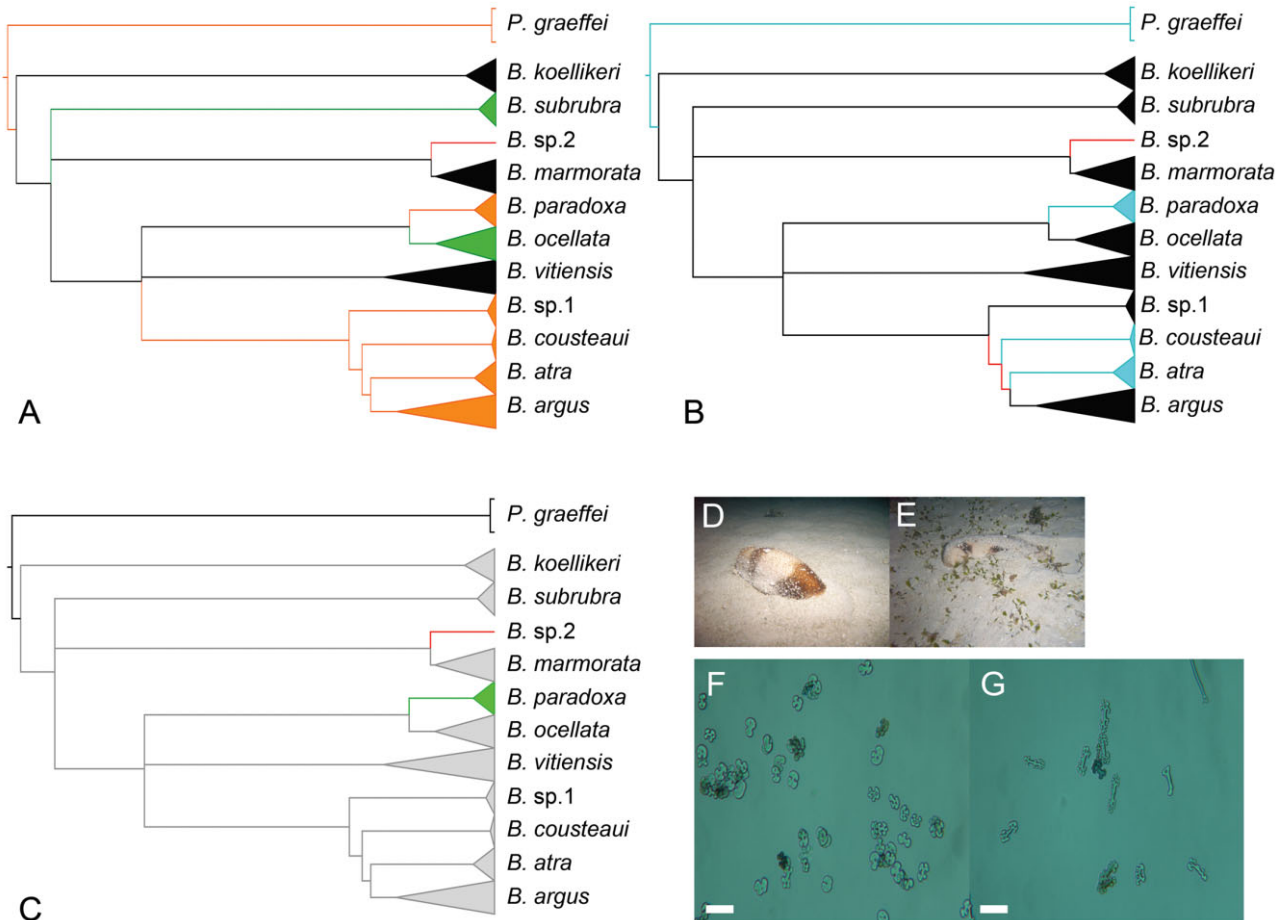 P. graeffei
B. koellikeri
B. subrubra
B. sp.2
B. marmorata
B. paradoxa
B. ocellata
B. vitiensis
B. sp.1
B. cousteaui
B. atra
B. argus
A
P. graeffei
B. koellikeri
B. subrubra
B. sp.2
B. marmorata
B. paradoxa
B. ocellata
B. vitiensis
B. sp.1
B. cousteaui
B. atra
B. argus
B
P. graeffei
B. koellikeri
B. subrubra
B. sp.2
B. marmorata
B. paradoxa
B. ocellata
B. vitiensis
B. sp.1
B. cousteaui
B. atra
B. argus
C
D
E
F
G